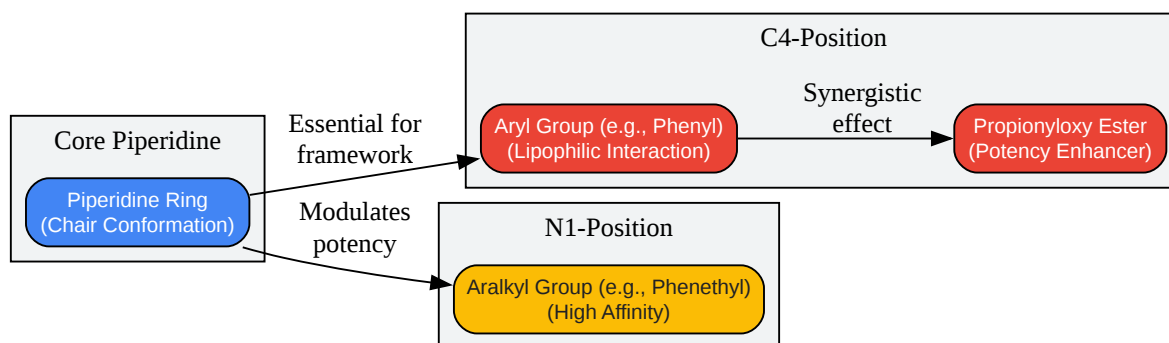 Core Piperidine
Piperidine Ring
(Chair Conformation)
Essential for
framework
Modulates
potency
C4-Position
Aryl Group (e.g., Phenyl)
(Lipophilic Interaction)
Synergistic
effect
Propionyloxy Ester
(Potency Enhancer)
N1-Position
Aralkyl Group (e.g., Phenethyl)
(High Affinity)